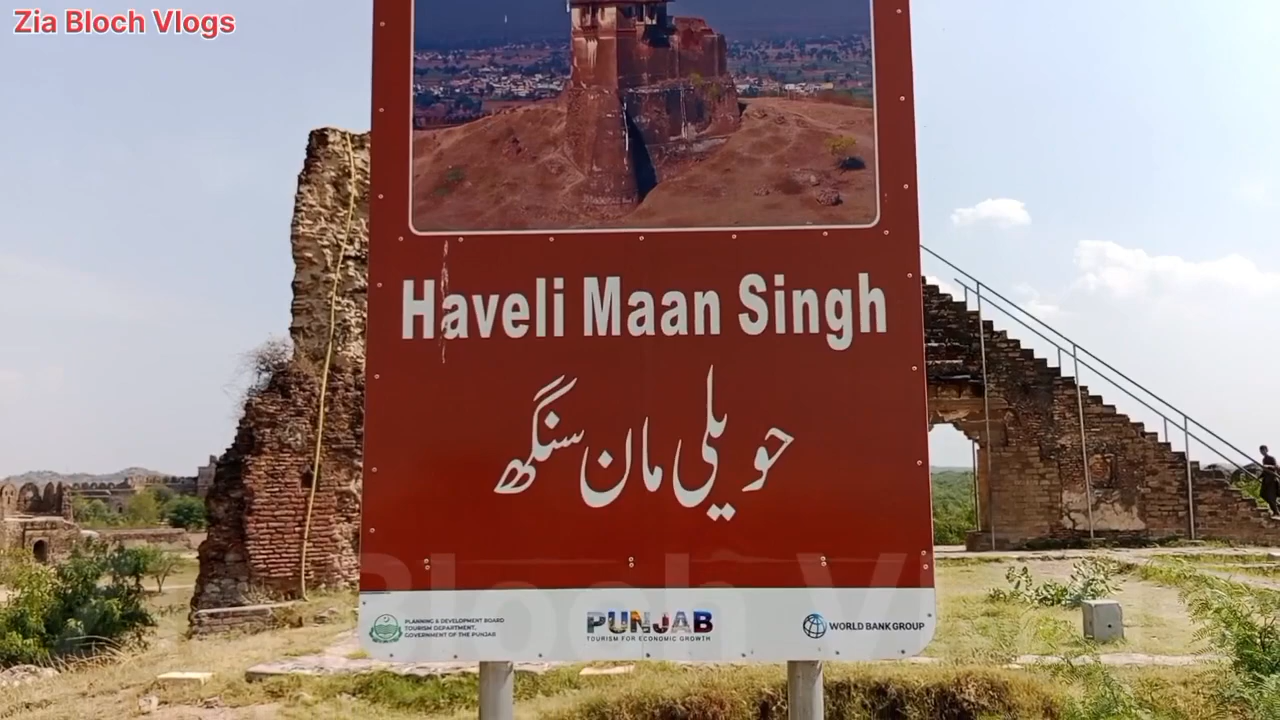 Zia Bloch Vlogs
Haveli Maan Singh
حویلی مان سنگھ
Bloch V
PLANNING & DEVELOPMENT BOARD
TOURISM DEPARTMENT,
GOVERNMENT OF THE PUNJAB
PUNJAB
TOURISM FOR ECONOMIC GROWTH
WORLD BANK GROUP